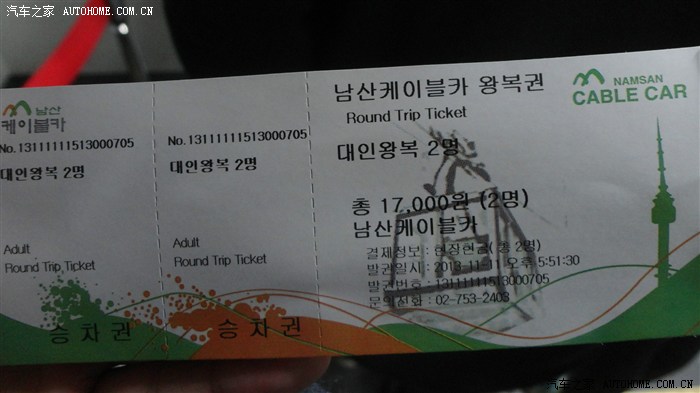 汽车之家 AUTOHOME.COM.CN
남산
케이블카
No.13111111513000705
대인왕복 2명
Adult
Round Trip Ticket
승 차 권
No.13111111513000705
대인왕복 2명
Adult
Round Trip Ticket
승 차 권
남산케이블카 왕복권
Round Trip Ticket
대인왕복 2명
총 17,000원 (2명)
남산케이블카
결제정보 : 현장현금( 총 2명)
발권일시 : 2013-11-11 오후 5:51:30
발권번호 : 13111111513000705
문의전화 : 02-753-2403
NAMSAN
CABLE CAR
汽车之家 AUTOHOME.COM.CN